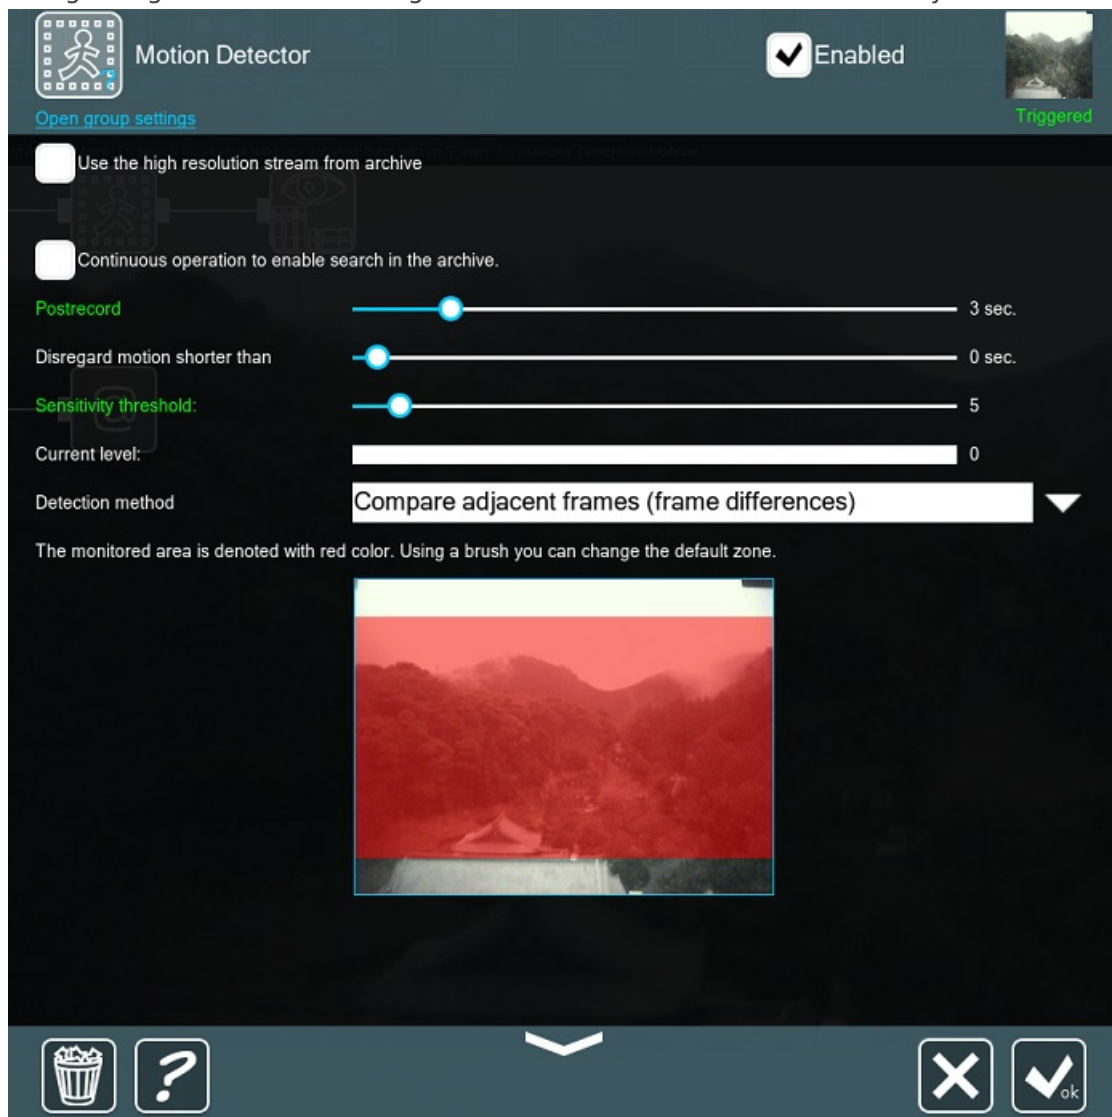 Motion Detector
Enabled
Open group settings
Triggered
Use the high resolution stream from archive
Continuous operation to enable search in the archive.
Postrecord
3 sec.
Disregard motion shorter than
0 sec.
Sensitivity threshold:
5
Current level:
0
Detection method
Compare adjacent frames (frame differences)
The monitored area is denoted with red color. Using a brush you can change the default zone.
ok